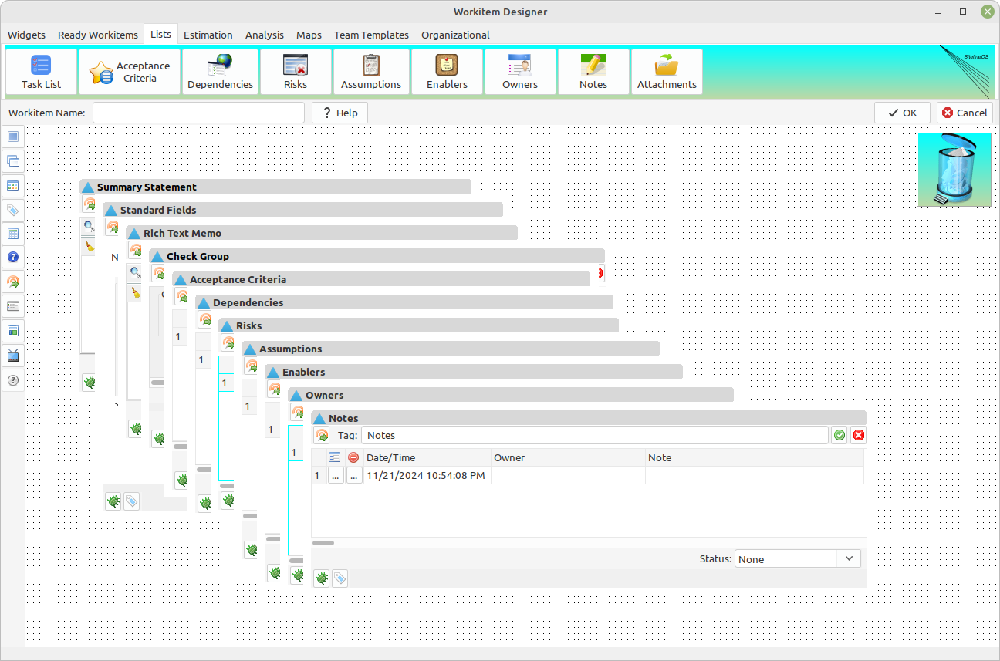 Workitem Designer
Widgets Ready Workitems Lists Estimation Analysis Maps Team Templates Organizational
Task List Acceptance Criteria Dependencies Risks Assumptions Enablers Owners Notes Attachments
SitelineOS
Workitem Name: ? Help OK Cancel
Summary Statement
Standard Fields
Rich Text Memo
N Check Group
Acceptance Criteria
Dependencies
Risks
1
Assumptions
1
Enablers
1
Owners
1
Notes
1
Tag: Notes
1
Date/Time Owner Note
1 ... ... 11/21/2024 10:54:08 PM
Status: None